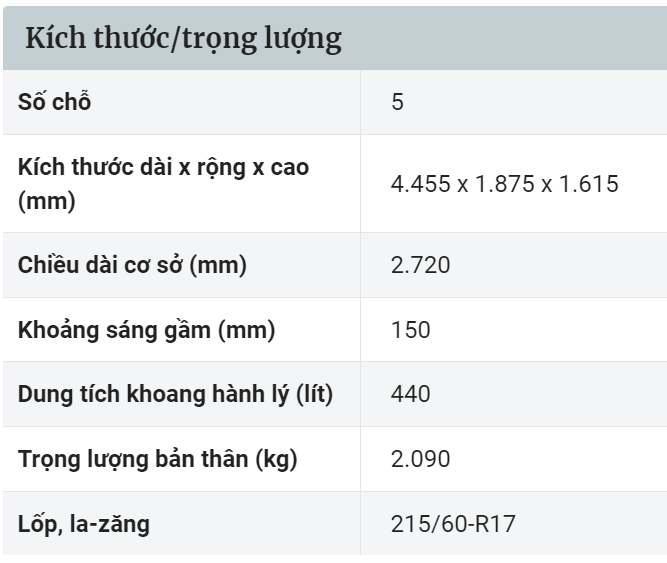 Kích thước/trọng lượng
Số chỗ
5
Kích thước dài x rộng x cao
(mm)
4.455 x 1.875 x 1.615
Chiều dài cơ sở (mm)
2.720
Khoảng sáng gầm (mm)
150
Dung tích khoang hành lý (lít)
440
Trọng lượng bản thân (kg)
2.090
Lốp, la-zăng
215/60-R17